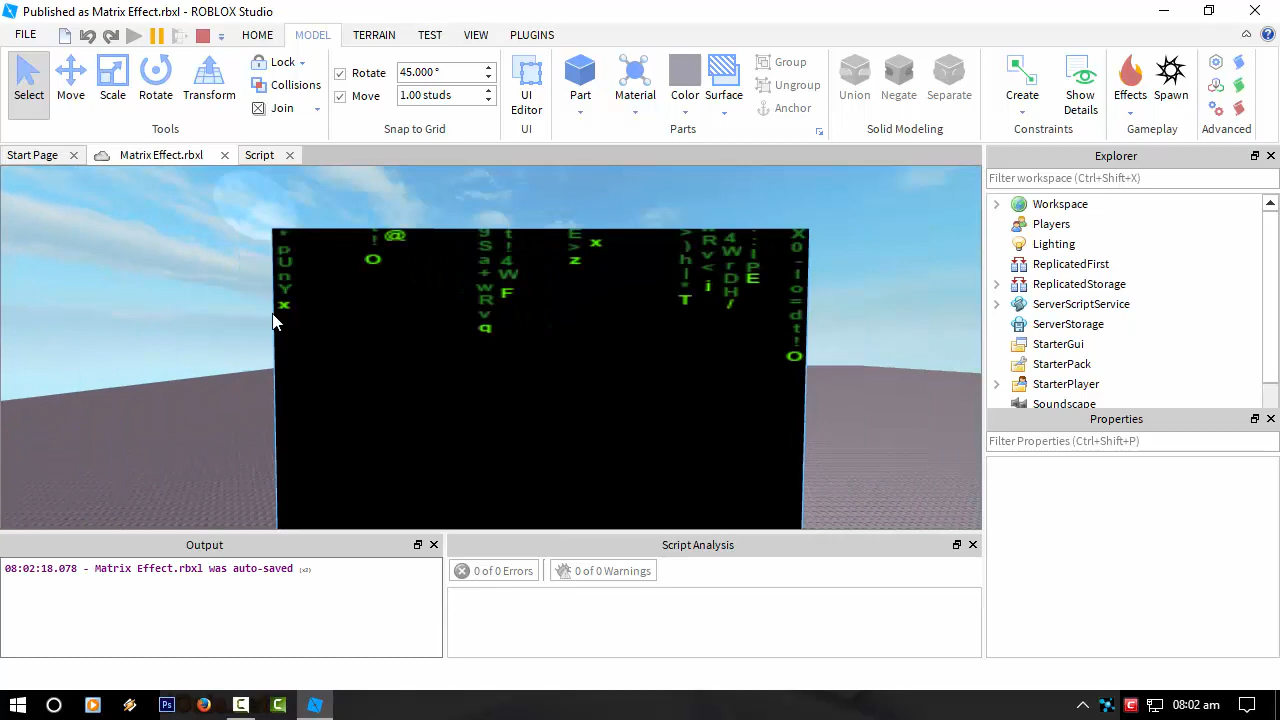 Published as Matrix Effect.rbxl - ROBLOX Studio
FILE HOME MODEL TERRAIN TEST VIEW PLUGINS
Select Move Scale Rotate Transform
Lock
Collisions
Join
Tools
Rotate 45.000 °
Move 1.00 studs
Snap to Grid
UI Editor
UI
Part Material Color Surface
Group
Ungroup
Anchor
Parts
Union Negate Separate
Solid Modeling
Create Show Details
Constraints
Effects Spawn
Gameplay
Advanced
Start Page Matrix Effect.rbxl Script
Explorer
Filter workspace (Ctrl+Shift+X)
Workspace
Players
Lighting
ReplicatedFirst
ReplicatedStorage
ServerScriptService
ServerStorage
StarterGui
StarterPack
StarterPlayer
Soundscape
Properties
Filter Properties (Ctrl+Shift+P)
Output
08:02:18.078 - Matrix Effect.rbxl was auto-saved (x2)
Script Analysis
0 of 0 Errors 0 of 0 Warnings
08:02 am